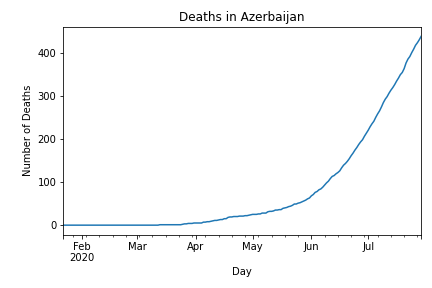 Deaths in Azerbaijan
Number of Deaths
400
300
200
100
0
Feb
2020
Mar
Apr
May
Jun
Jul
Day